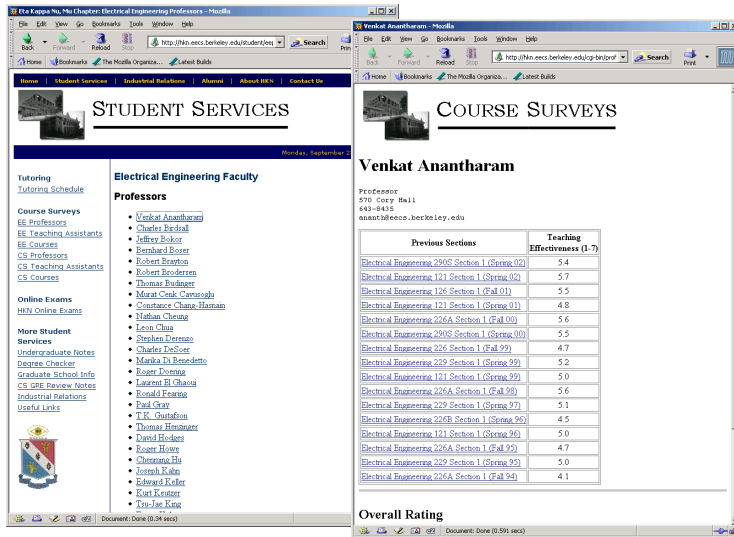 Eta Kappa Nu, Mu Chapter: Electrical Engineering Professors - Mozilla
File Edit View Go Bookmarks Tools Window Help
Back Forward Reload Stop http://hkn.eecs.berkeley.edu/student/ee Search Prin
Home Bookmarks The Mozilla Organiza... Latest Builds
Home | Student Services | Industrial Relations | Alumni | About HKN | Contact Us
STUDENT SERVICES
Monday, September 2
Tutoring
Tutoring Schedule
Course Surveys
EE Professors
EE Teaching Assistants
EE Courses
CS Professors
CS Teaching Assistants
CS Courses
Online Exams
HKN Online Exams
More Student
Services
Undergraduate Notes
Degree Checker
Graduate School Info
CS GRE Review Notes
Industrial Relations
Useful Links
Electrical Engineering Faculty
Professors
Venkat Anantharam
Charles Birdsall
Jeffrey Bokor
Bernhard Boser
Robert Brayton
Robert Brodersen
Thomas Budinger
Murat Cenk Cavusoglu
Constance Chang-Hasnain
Nathan Cheung
Leon Chua
Stephen Derenzo
Charles DeSoer
Marika Di Benedetto
Roger Doering
Laurent El Ghaoui
Ronald Fearing
Paul Gray
T.K. Gustafson
Thomas Henzinger
David Hodges
Roger Howe
Chenming Hu
Joseph Kahn
Edward Keller
Kurt Keutzer
Tsu-Jae King
Document: Done (0.34 secs)
Venkat Anantharam - Mozilla
File Edit View Go Bookmarks Tools Window Help
Back Forward Reload Stop http://hkn.eecs.berkeley.edu/cgi-bin/prof Search Print
Home Bookmarks The Mozilla Organiza... Latest Builds
COURSE SURVEYS
Venkat Anantharam
Professor
570 Cory Hall
643-8435
ananth@eecs.berkeley.edu
Previous Sections Teaching Effectiveness (1-7)
Electrical Engineering 290S Section 1 (Spring 02) 5.4
Electrical Engineering 121 Section 1 (Spring 02) 5.7
Electrical Engineering 126 Section 1 (Fall 01) 5.5
Electrical Engineering 121 Section 1 (Spring 01) 4.8
Electrical Engineering 226A Section 1 (Fall 00) 5.6
Electrical Engineering 290S Section 1 (Spring 00) 5.5
Electrical Engineering 226 Section 1 (Fall 99) 4.7
Electrical Engineering 229 Section 1 (Spring 99) 5.2
Electrical Engineering 121 Section 1 (Spring 99) 5.0
Electrical Engineering 226A Section 1 (Fall 98) 5.6
Electrical Engineering 229 Section 1 (Spring 97) 5.1
Electrical Engineering 226B Section 1 (Spring 96) 4.5
Electrical Engineering 121 Section 1 (Spring 96) 5.0
Electrical Engineering 226A Section 1 (Fall 95) 4.7
Electrical Engineering 229 Section 1 (Spring 95) 5.0
Electrical Engineering 226A Section 1 (Fall 94) 4.1
Overall Rating
Document: Done (0.591 secs)